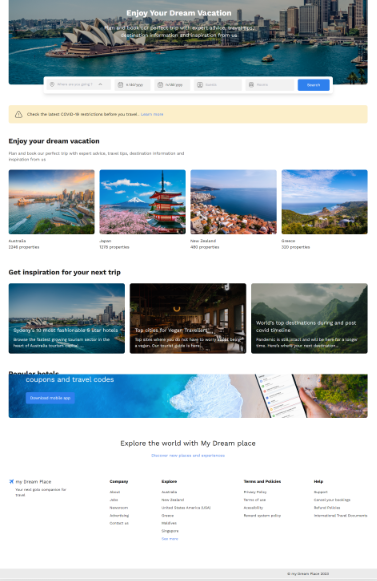 Enjoy Your Dream Vacation
Plan and book our perfect trip with expert advice, travel tips,
destination information and inspiration from us
Where are you going?
Search
Check the latest COVID-19 restrictions before you travel. Learn more
Enjoy your dream vacation
Plan and book our perfect trip with expert advice, travel tips, destination information and
inspiration from us
Australia
2246 properties
Japan
1278 properties
New Zealand
480 properties
Greece
320 properties
Get inspiration for your next trip
Sydney's 10 most fashionable 5 star hotels
Browse the fastest growing tourism sector in the
heart of Australia tourism sector ...
Top cities for Vegan Travellers
Top sites where you do not have to worry about being
a vegan. Our tourist guide is here...
World's top destinations during and post
covid timeline
Pandemic is still intact and will be here for a longer
time. Here's where your next destination ...
Popular hotels
coupons and travel codes
Download mobile app
Explore the world with My Dream place
Discover new places and experiences
my Dream Place
Your next goto companion for
travel
Company
About
Jobs
Newsroom
Advertising
Contact us
Explore
Australia
New Zealand
United States America (USA)
Greece
Maldives
Singapore
See more
Terms and Policies
Privacy Policy
Terms of use
Accessibility
Reward system policy
Help
Support
Cancel your bookings
Refund Policies
International Travel Documents
© my Dream Place 2022